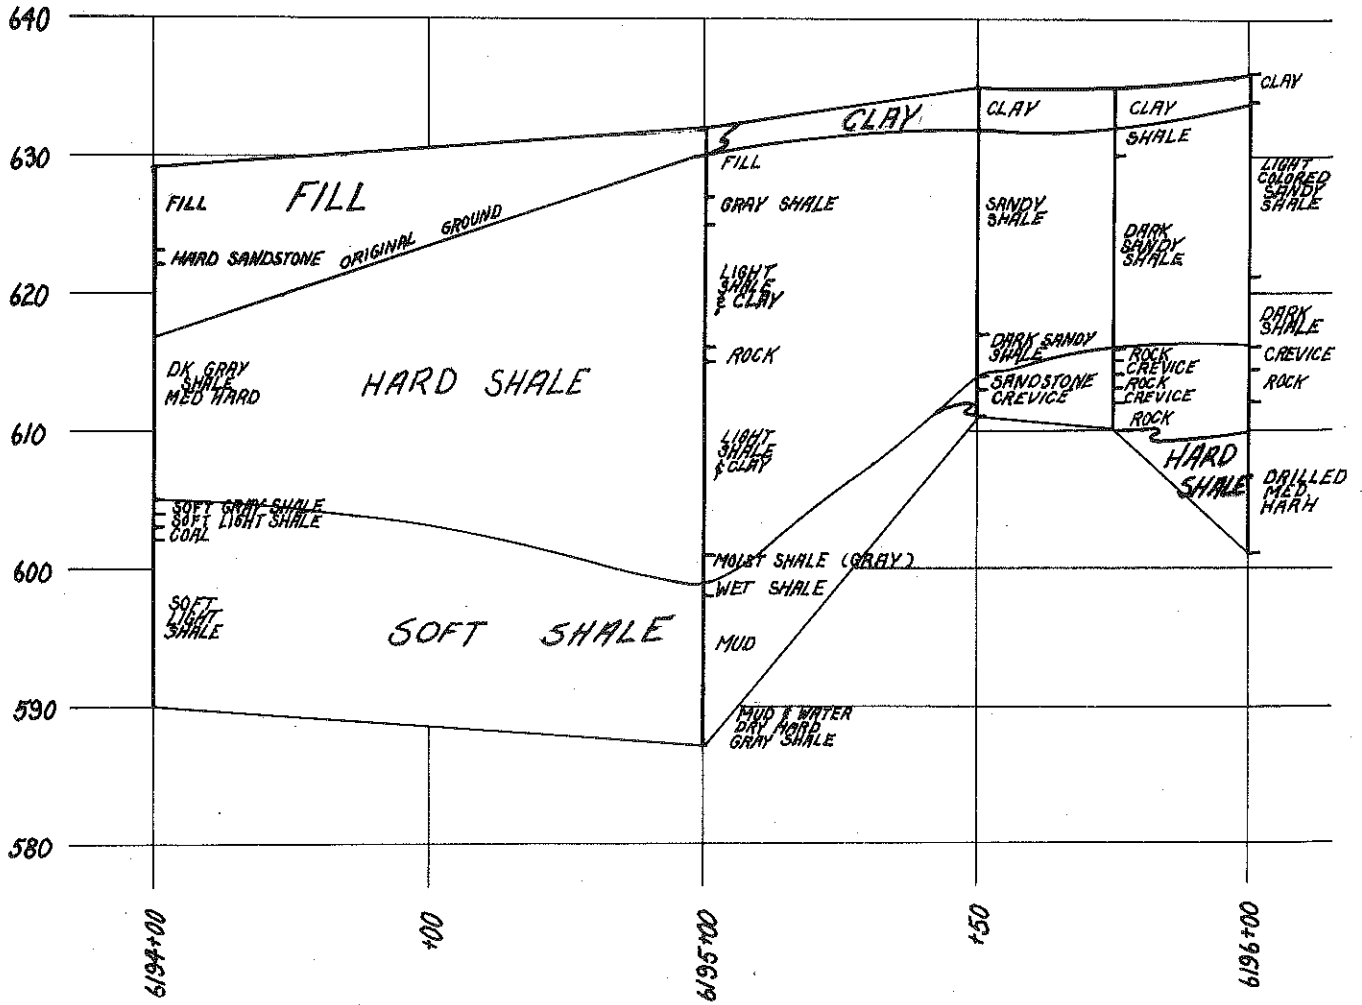 640
630
620
610
600
590
580
FILL
FILL
HARD SANDSTONE
ORIGINAL GROUND
DK GRAY
SHALE
MED HARD
HARD SHALE
SOFT GRAY SHALE
SOFT LIGHT SHALE
COAL
SOFT
LIGHT
SHALE
SOFT SHALE
CLAY
FILL
GRAY SHALE
LIGHT
SHALE
& CLAY
ROCK
LIGHT
SHALE
& CLAY
MOIST SHALE (GRAY)
WET SHALE
MUD
MUD & WATER
DRY HARD
GRAY SHALE
CLAY
SANDY
SHALE
DARK SANDY
SHALE
SANDSTONE
CREVICE
CLAY
SHALE
DARK
SANDY
SHALE
ROCK
CREVICE
ROCK
CREVICE
ROCK
HARD
SHALE
CLAY
LIGHT
COLORED
SANDY
SHALE
DARK
SHALE
CREVICE
ROCK
DRILLED
MED.
HARH
6194+00
+00
6195+00
+50
6196+00